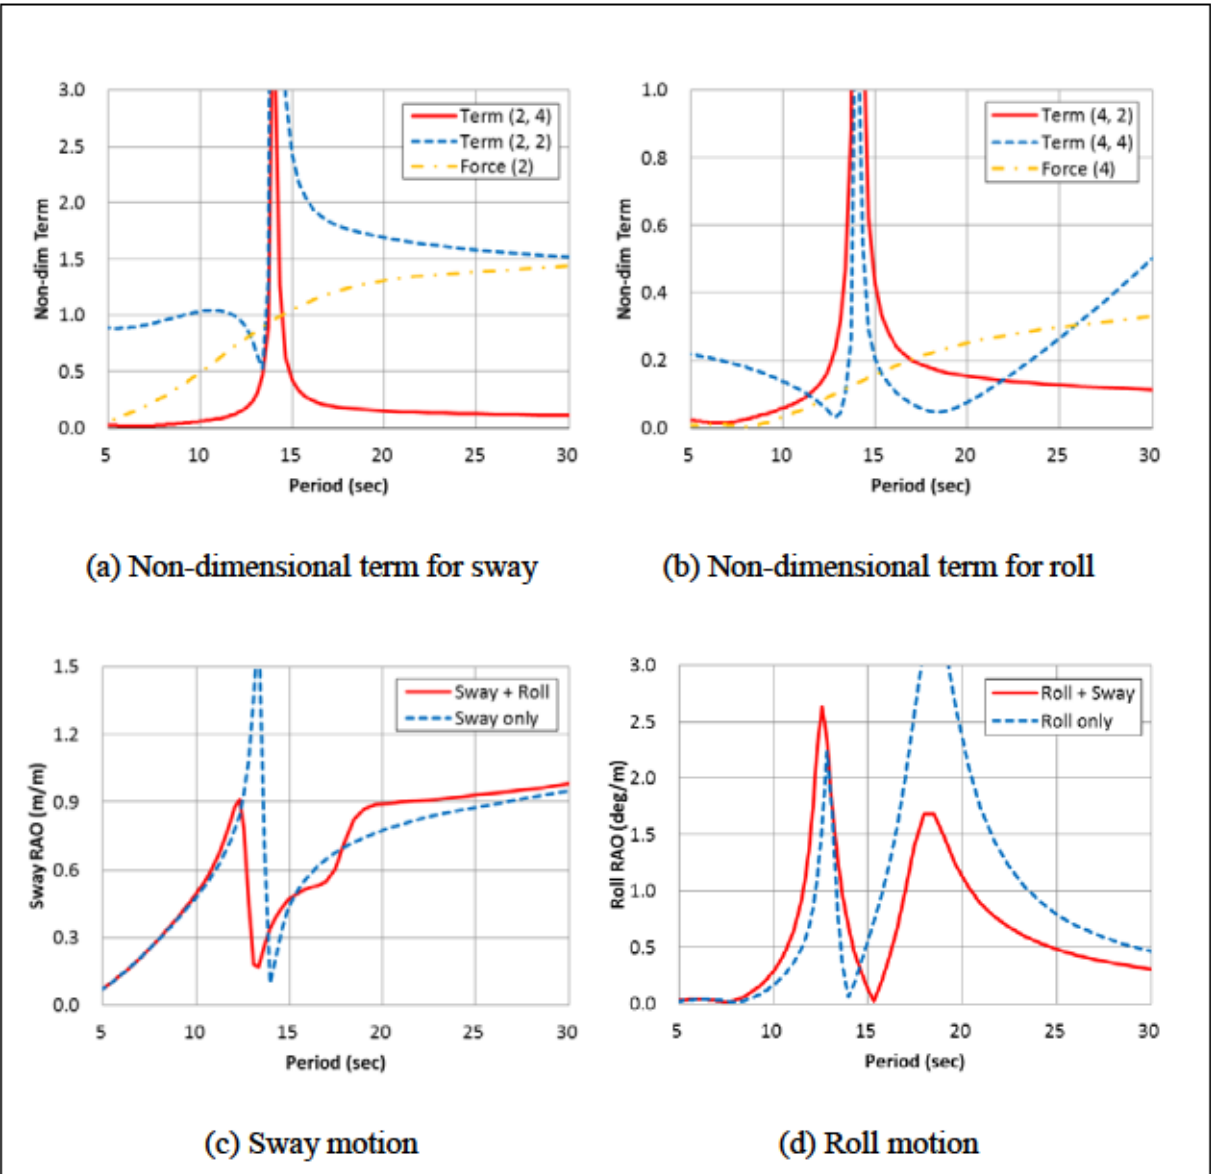 3.0
2.5
2.0
1.5
1.0
0.5
0.0
Non-dim Term
Term (2, 4)
Term (2, 2)
Force (2)
5 10 15 20 25 30
Period (sec)
1.0
0.8
0.6
0.4
0.2
0.0
Non-dim Term
Term (4, 2)
Term (4, 4)
Force (4)
5 10 15 20 25 30
Period (sec)
(a) Non-dimensional term for sway
(b) Non-dimensional term for roll
1.5
1.2
0.9
0.6
0.3
0.0
Sway RAO (m/m)
Sway + Roll
Sway only
5 10 15 20 25 30
Period (sec)
3.0
2.5
2.0
1.5
1.0
0.5
0.0
Roll RAO (deg/m)
Roll + Sway
Roll only
5 10 15 20 25 30
Period (sec)
(c) Sway motion
(d) Roll motion